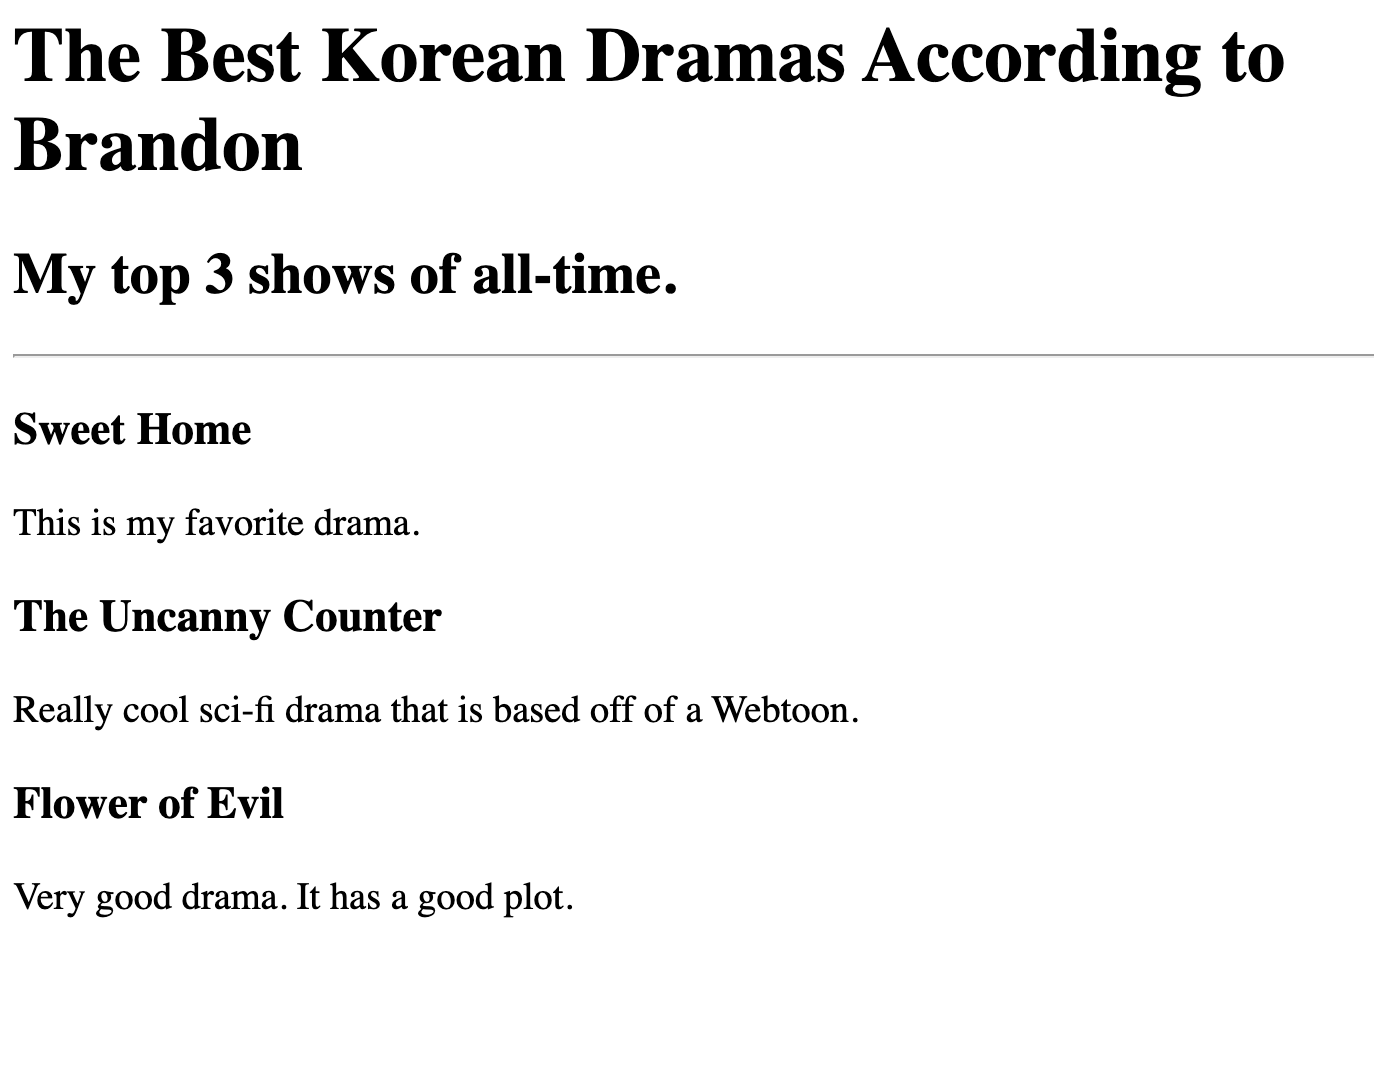 The Best Korean Dramas According to
Brandon
My top 3 shows of all-time.
Sweet Home
This is my favorite drama.
The Uncanny Counter
Really cool sci-fi drama that is based off of a Webtoon.
Flower of Evil
Very good drama. It has a good plot.